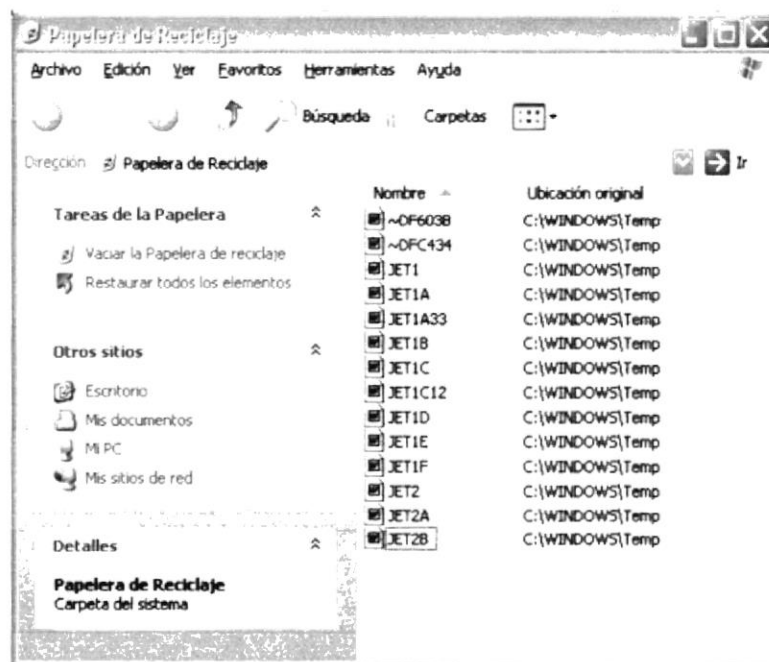 Papelera de Reciclaje
Archivo Edición Ver Favoritos Herramientas Ayuda
Búsqueda Carpetas
Dirección Papelera de Reciclaje Ir
Tareas de la Papelera
Vaciar la Papelera de reciclaje
Restaurar todos los elementos
Otros sitios
Escritorio
Mis documentos
Mi PC
Mis sitios de red
Detalles
Papelera de Reciclaje
Carpeta del sistema
Nombre Ubicación original
~DF603B C:\WINDOWS\Temp
~DFC434 C:\WINDOWS\Temp
JET1 C:\WINDOWS\Temp
JET1A C:\WINDOWS\Temp
JET1A33 C:\WINDOWS\Temp
JET1B C:\WINDOWS\Temp
JET1C C:\WINDOWS\Temp
JET1C12 C:\WINDOWS\Temp
JET1D C:\WINDOWS\Temp
JET1E C:\WINDOWS\Temp
JET1F C:\WINDOWS\Temp
JET2 C:\WINDOWS\Temp
JET2A C:\WINDOWS\Temp
JET2B C:\WINDOWS\Temp